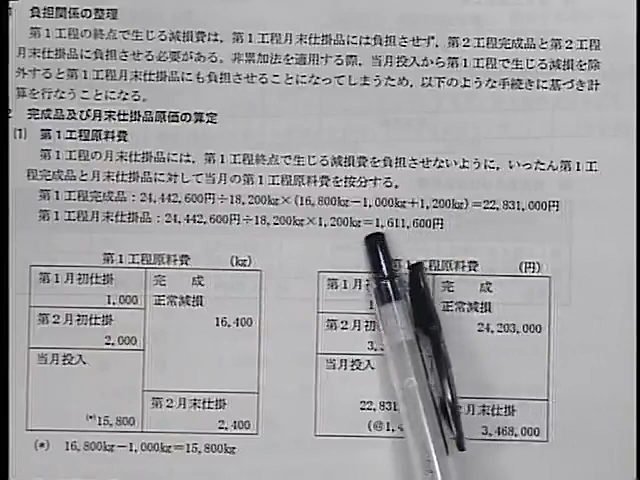 負担関係の整理
第１工程の終点で生じる減損費は、第１工程月末仕掛品には負担させず、第２工程完成品と第２工程
月末仕掛品に負担させる必要がある。非累加法を適用する際、当月投入から第１工程で生じる減損を除
外すると第１工程月末仕掛品にも負担させることになってしまうため、以下のような手続きに基づき計
算を行なうことになる。
2 完成品及び月末仕掛品原価の算定
(1) 第１工程原料費
第１工程の月末仕掛品には、第１工程終点で生じる減損費を負担させないように、いったん第１工
程完成品と月末仕掛品に対して当月の第１工程原料費を按分する。
第１工程完成品：24,442,600円÷18,200kg×(16,800kg−1,000kg+1,200kg)＝22,831,000円
第１工程月末仕掛品：24,442,600円÷18,200kg×1,200kg＝1,611,600円
第１工程原料費 (kg)
第１月初仕掛
1,000
第２月初仕掛
2,000
当月投入
(*)15,800
完 成
正常減損
16,400
第２月末仕掛
2,400
工程原料費 (円)
第１月
第２月初
3,
当月投入
22,831
(@1,4
完 成
正常減損
24,203,000
月末仕掛
3,468,000
(*) 16,800kg−1,000kg＝15,800kg